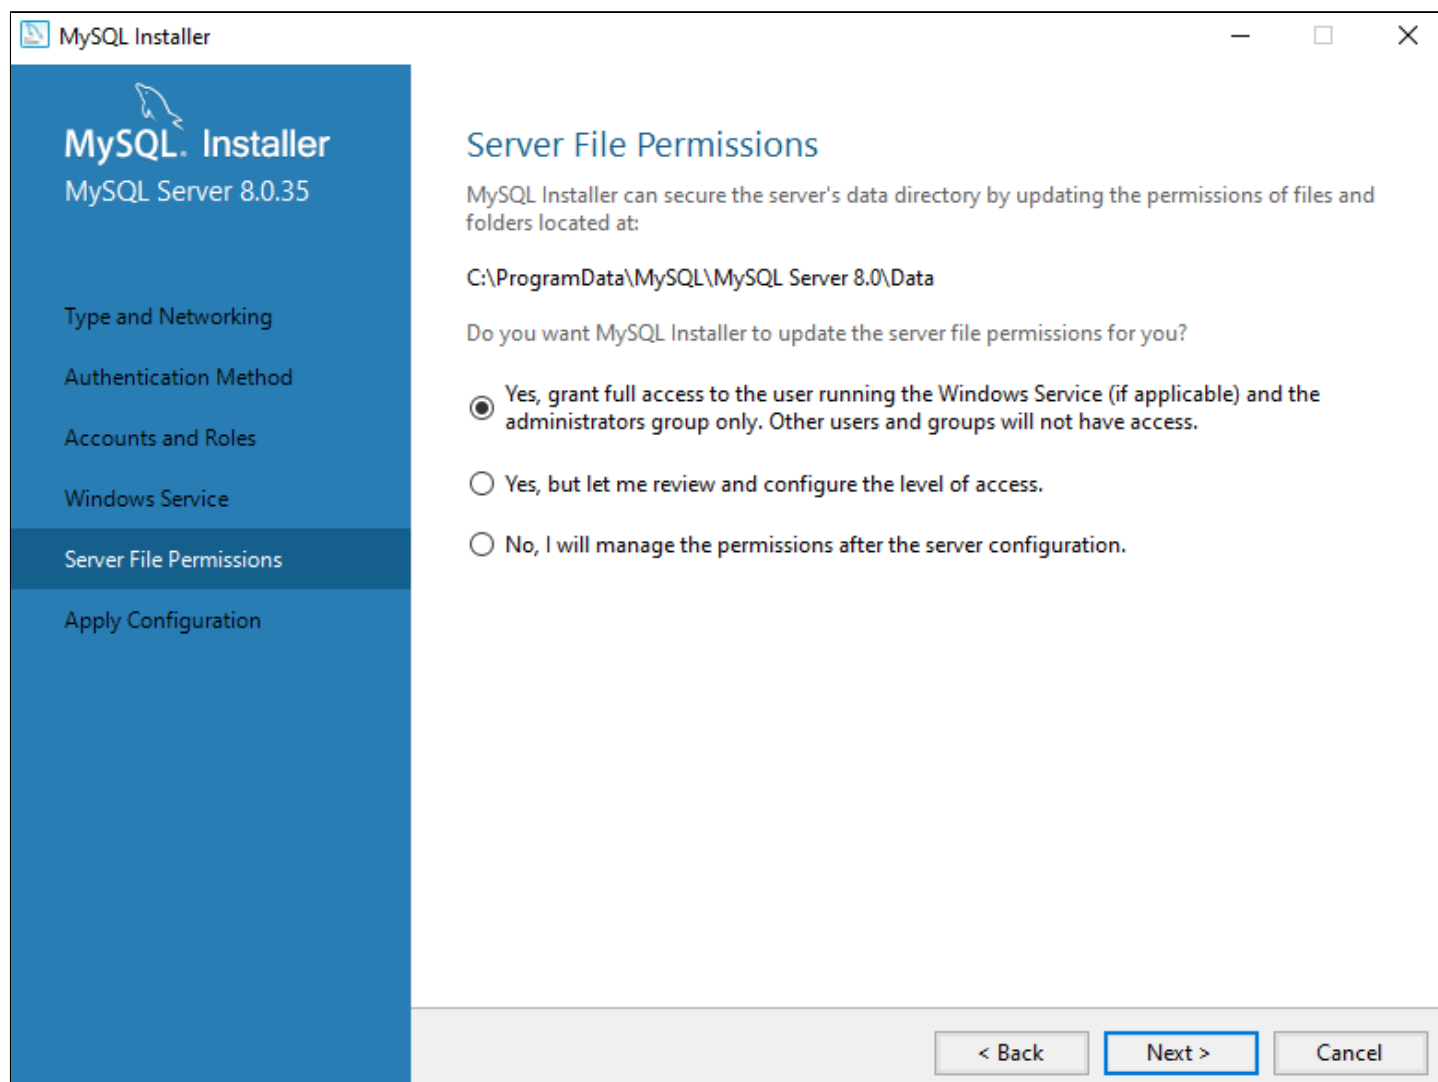 MySQL Installer
MySQL. Installer
MySQL Server 8.0.35
Type and Networking
Authentication Method
Accounts and Roles
Windows Service
Server File Permissions
Apply Configuration
Server File Permissions
MySQL Installer can secure the server's data directory by updating the permissions of files and
folders located at:
C:\ProgramData\MySQL\MySQL Server 8.0\Data
Do you want MySQL Installer to update the server file permissions for you?
Yes, grant full access to the user running the Windows Service (if applicable) and the
administrators group only. Other users and groups will not have access.
Yes, but let me review and configure the level of access.
No, I will manage the permissions after the server configuration.
< Back
Next >
Cancel